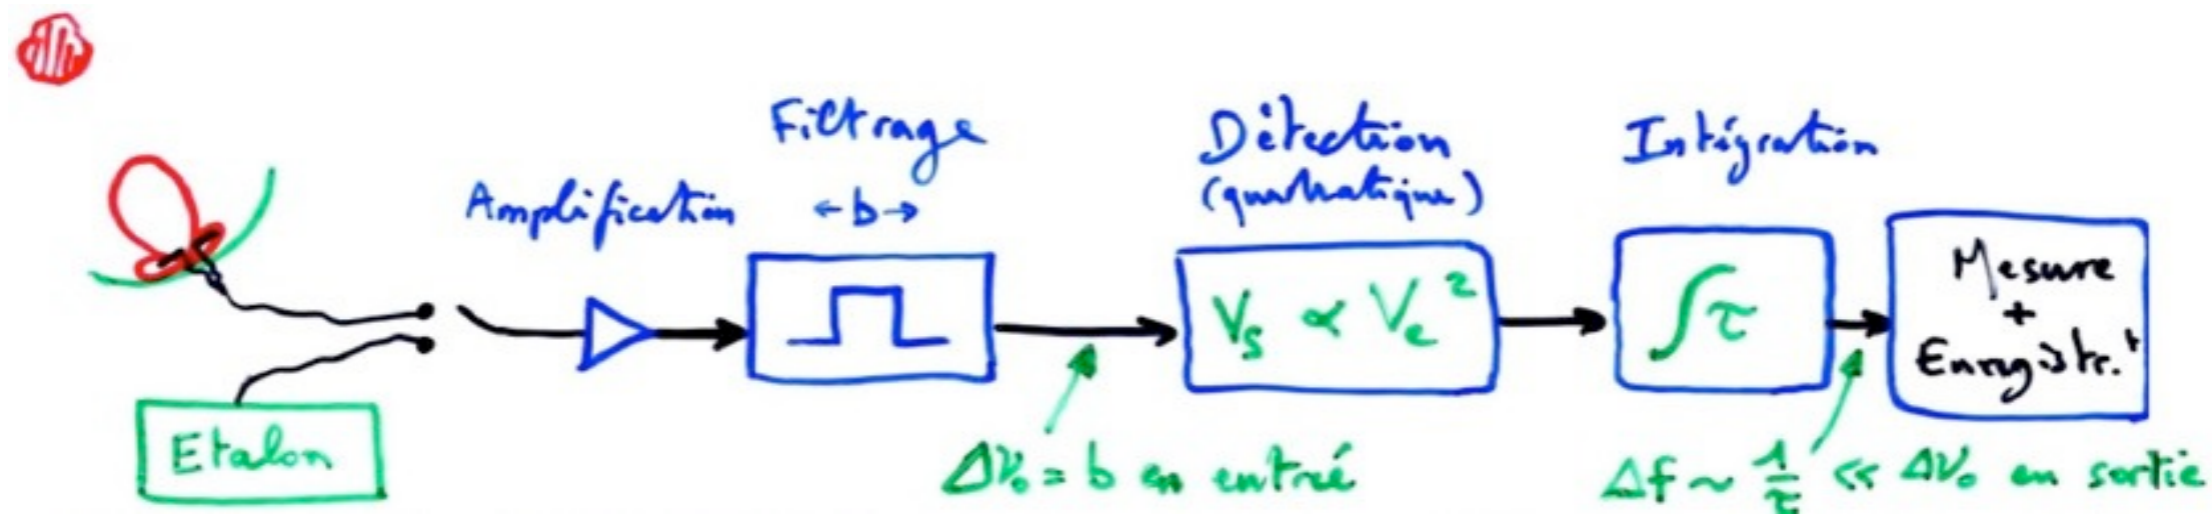 Filtrage
Détection
(quadratique)
Intégration
Amplification
←b→
Vs ∝ Ve²
∫τ
Mesure
+
Enregistr.t
Etalon
Δν₀ = b en entrée
Δf ~ 1/τ << Δν₀ en sortie